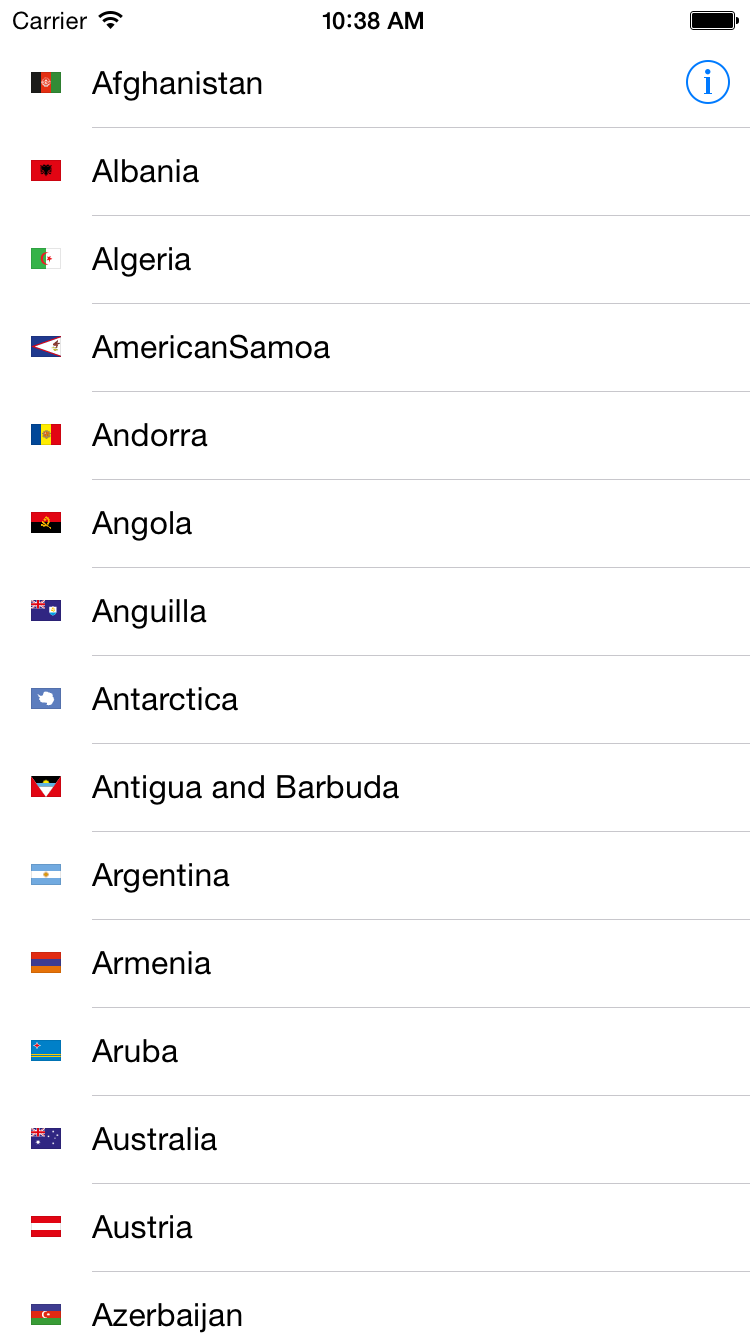 Carrier 10:38 AM
Afghanistan
Albania
Algeria
AmericanSamoa
Andorra
Angola
Anguilla
Antarctica
Antigua and Barbuda
Argentina
Armenia
Aruba
Australia
Austria
Azerbaijan